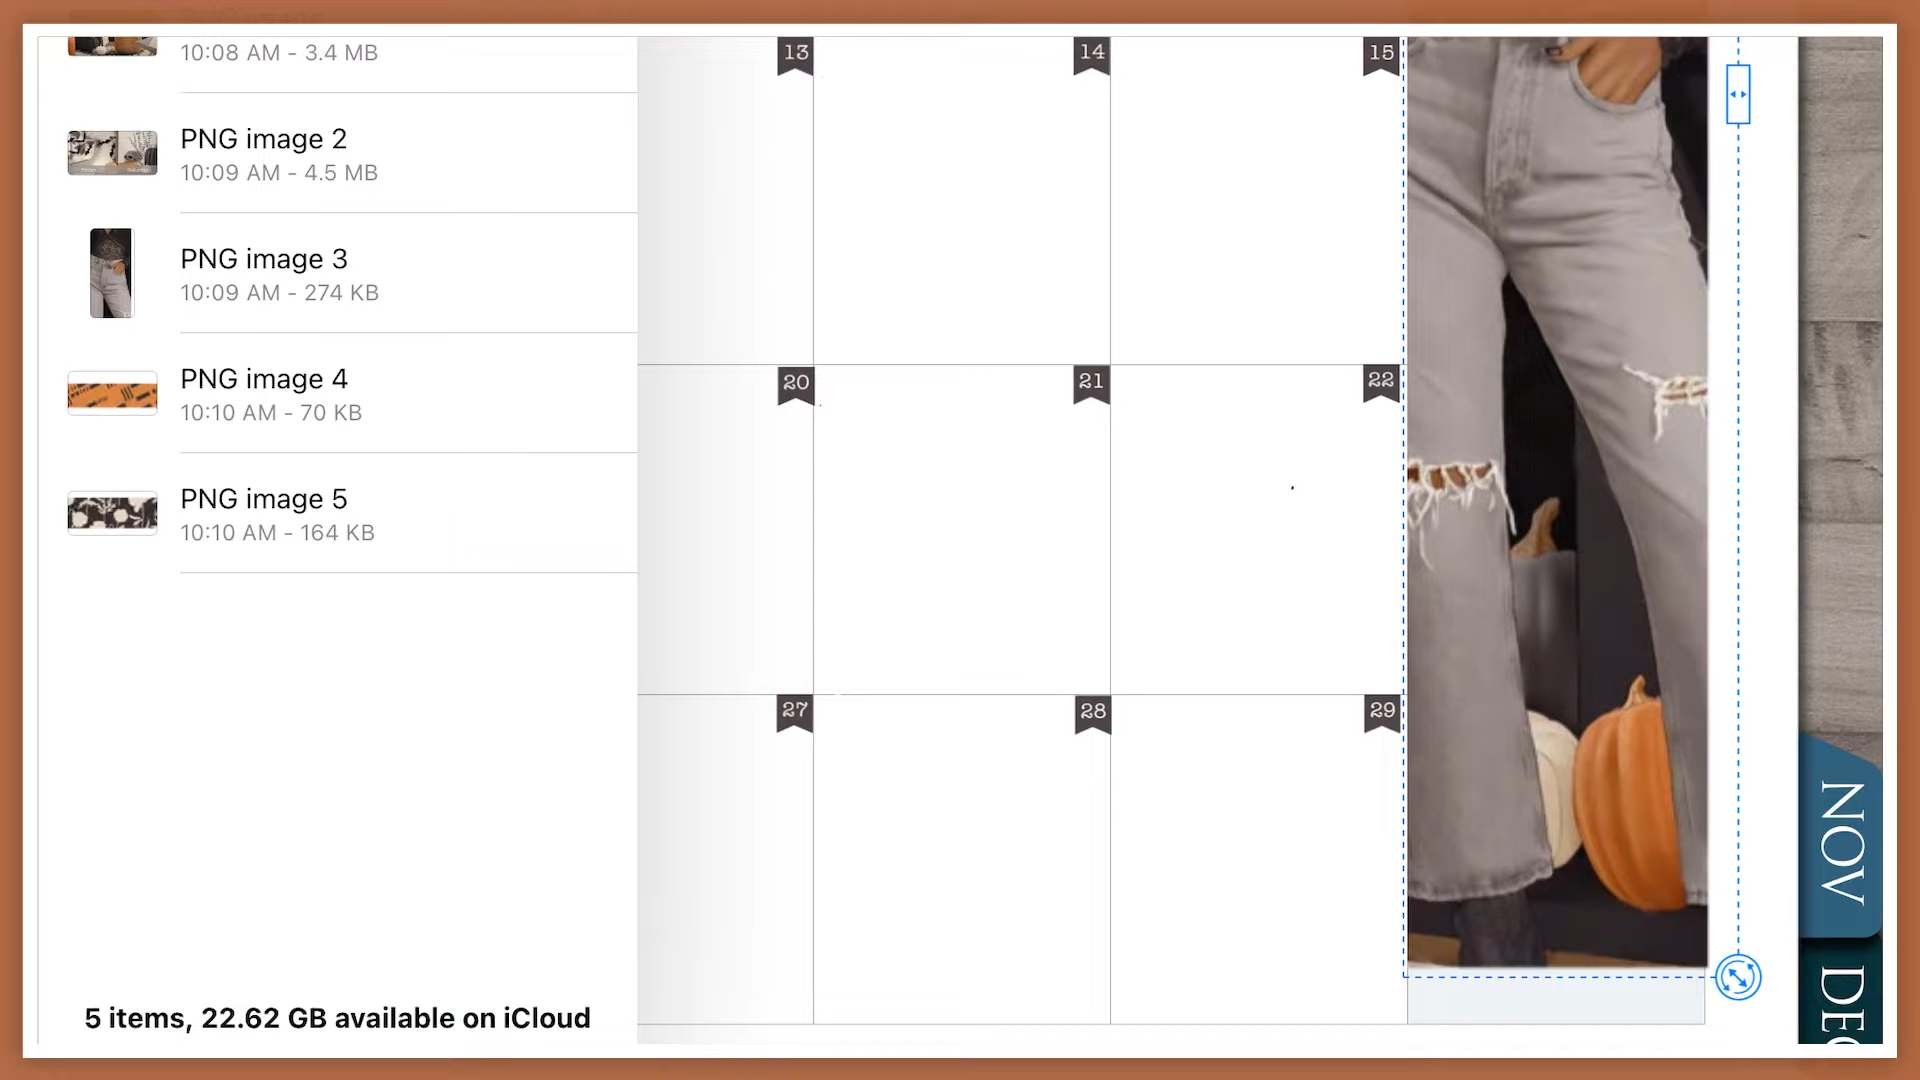 10:08 AM - 3.4 MB
PNG image 2
10:09 AM - 4.5 MB
PNG image 3
10:09 AM - 274 KB
PNG image 4
10:10 AM - 70 KB
PNG image 5
10:10 AM - 164 KB
5 items, 22.62 GB available on iCloud
13
14
15
20
21
22
27
28
29
NOV
DEC